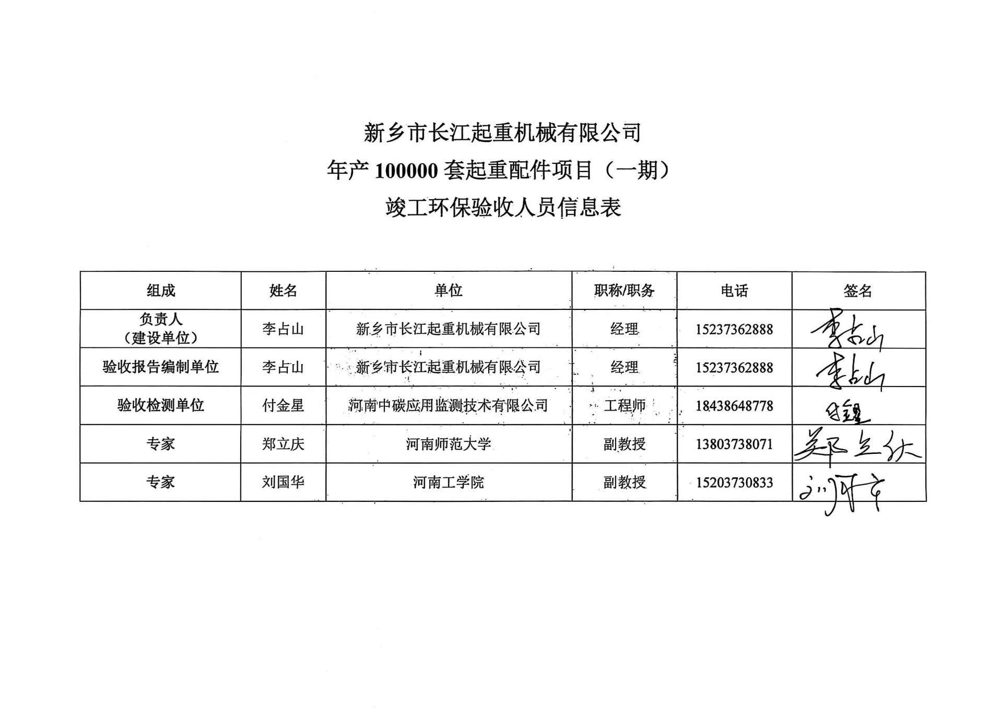 新乡市长江起重机械有限公司
年产 100000 套起重配件项目（一期）
竣工环保验收人员信息表
组成 姓名 单位 职称/职务 电话 签名
负责人
（建设单位） 李占山 新乡市长江起重机械有限公司 经理 15237362888 李占山
验收报告编制单位 李占山 新乡市长江起重机械有限公司 经理 15237362888 李占山
验收检测单位 付金星 河南中碳应用监测技术有限公司 工程师 18438648778 付金星
专家 郑立庆 河南师范大学 副教授 13803738071 郑立庆
专家 刘国华 河南工学院 副教授 15203730833 刘国华